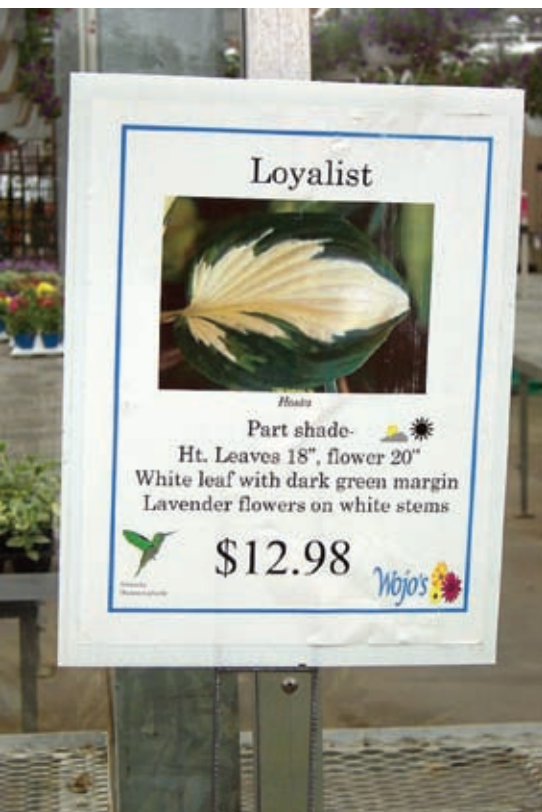 Loyalist
Hosta
Part shade-
Ht. Leaves 18", flower 20"
White leaf with dark green margin
Lavender flowers on white stems
$12.98
Wojo's